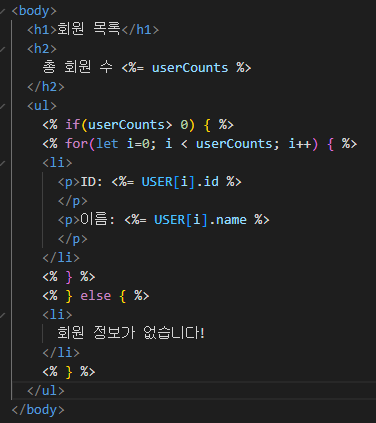 <body>
<h1>회원 목록</h1>
<h2>
총 회원 수 <%= userCounts %>
</h2>
<ul>
<% if(userCounts> 0) { %>
<% for(let i=0; i < userCounts; i++) { %>
<li>
<p>ID: <%= USER[i].id %>
</p>
<p>이름: <%= USER[i].name %>
</p>
</li>
<% } %>
<% } else { %>
<li>
회원 정보가 없습니다!
</li>
<% } %>
</ul>
</body>